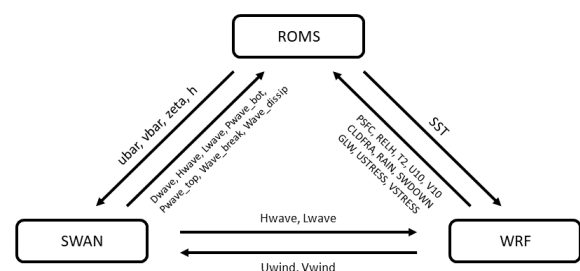 ROMS
ubar, vbar, zeta, h
Dwave, Hwave, Lwave, Pwave_bot,
Pwave_top, Wave_break, Wave_dissip
PSFC, RELH, T2, U10, V10
CLDFRA, RAIN, SWDOWN
GLW, USTRESS, VSTRESS
SST
SWAN
Hwave, Lwave
WRF
Uwind, Vwind